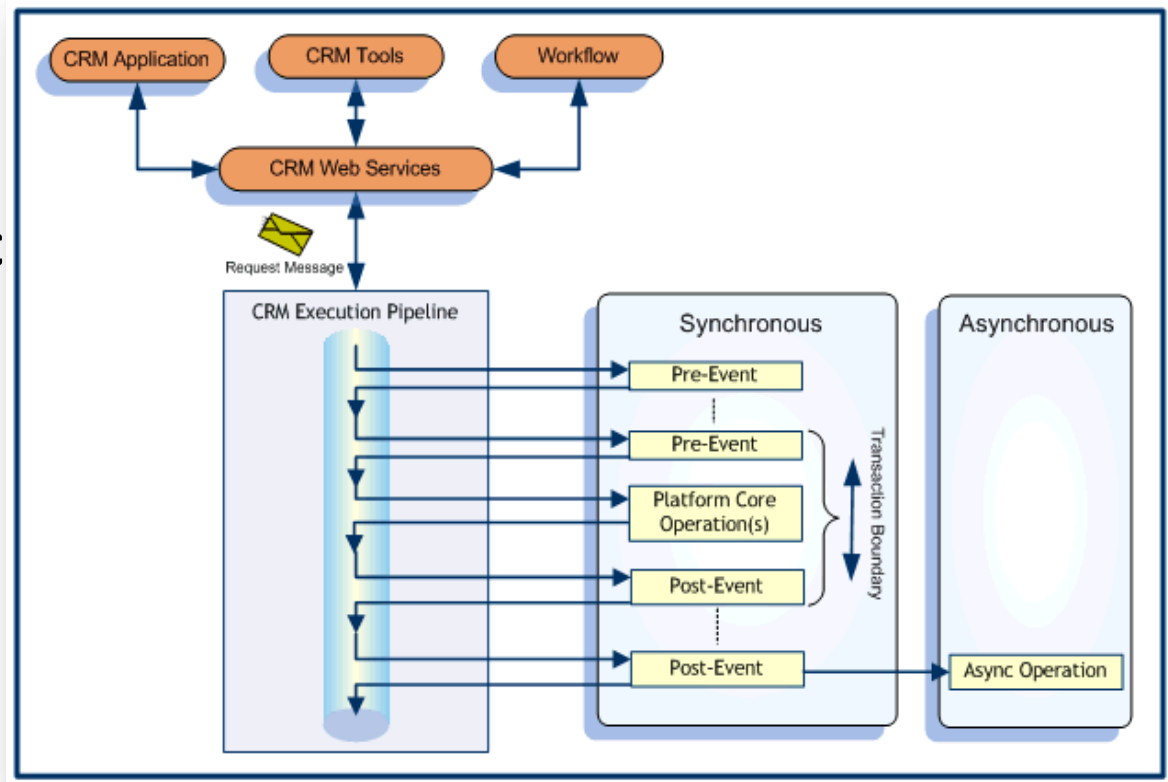 CRM Application
CRM Tools
Workflow
CRM Web Services
Request Message
CRM Execution Pipeline
Synchronous
Asynchronous
Pre-Event
Pre-Event
Platform Core
Operation(s)
Post-Event
Post-Event
Transaction Boundary
Async Operation